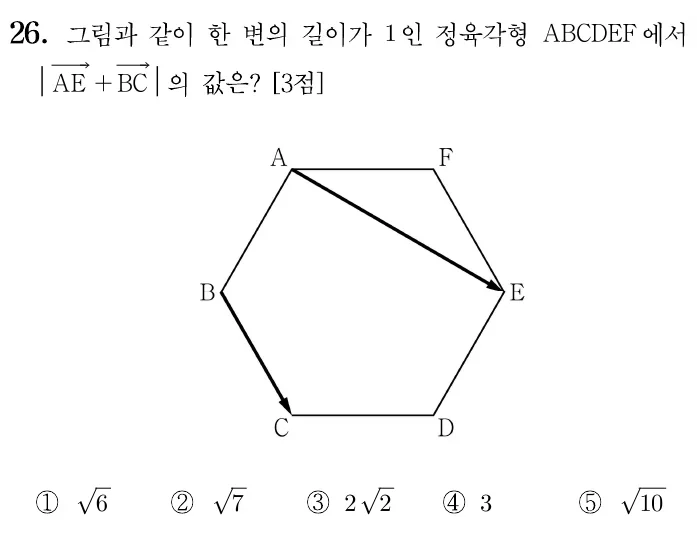 26. 그림과 같이 한 변의 길이가 1인 정육각형 ABCDEF에서
|\overrightarrow{AE} + \overrightarrow{BC}|의 값은? [3점]
A F
B E
C D
① √6 ② √7 ③ 2√2 ④ 3 ⑤ √10